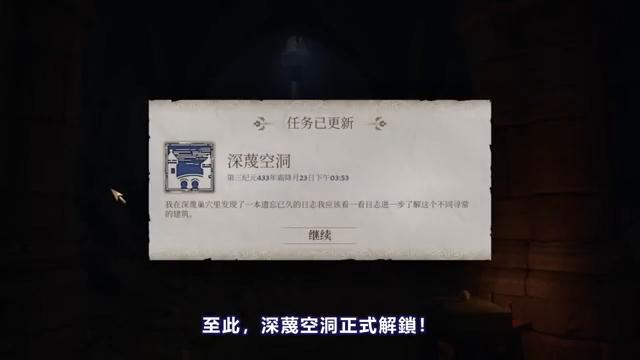 任务已更新
深蔑空洞
第三纪元433年霜降月23日下午03:53
我在深蔑巢穴里发现了一本遗忘已久的日志我应该看一看日志进一步了解这个不同寻常
的建筑。
继续
至此，深蔑空洞正式解鎖！